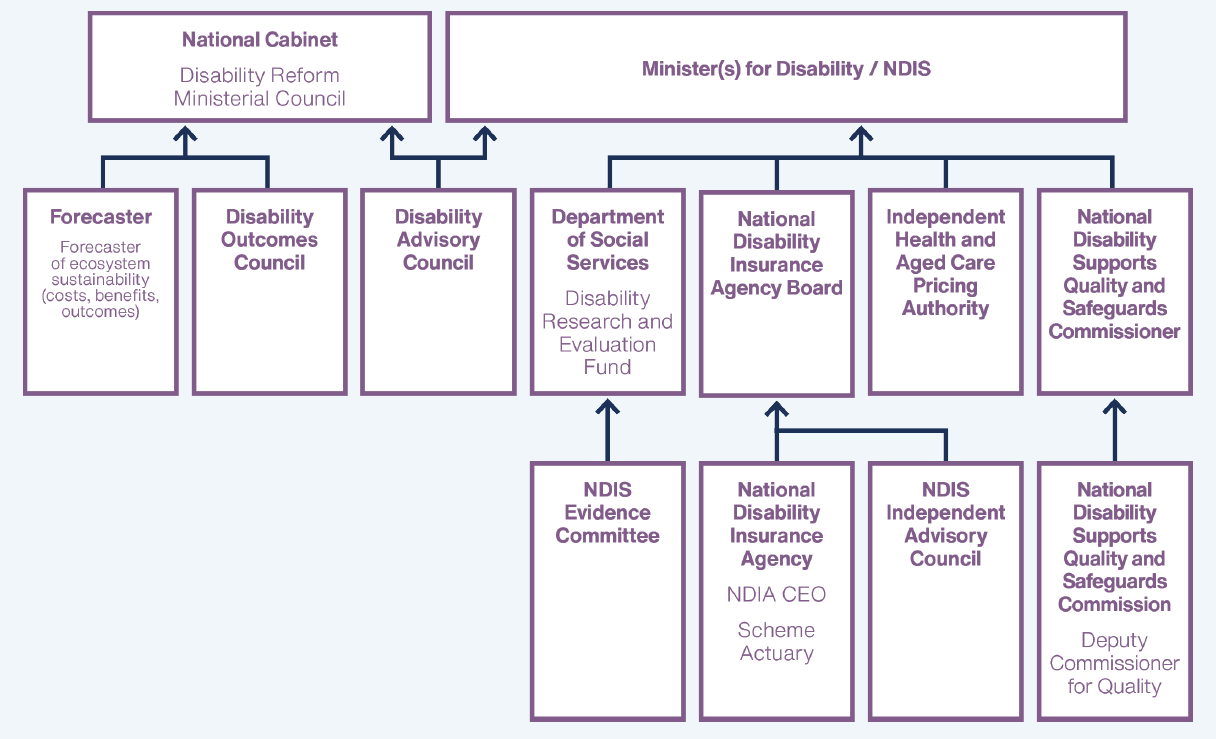 National Cabinet
Disability Reform
Ministerial Council
Minister(s) for Disability / NDIS
Forecaster
Forecaster
of ecosystem
sustainability
(costs, benefits,
outcomes)
Disability
Outcomes
Council
Disability
Advisory
Council
Department
of Social
Services
Disability
Research and
Evaluation
Fund
National
Disability
Insurance
Agency Board
Independent
Health and
Aged Care
Pricing
Authority
National
Disability
Supports
Quality and
Safeguards
Commissioner
NDIS
Evidence
Committee
National
Disability
Insurance
Agency
NDIA CEO
Scheme
Actuary
NDIS
Independent
Advisory
Council
National
Disability
Supports
Quality and
Safeguards
Commission
Deputy
Commissioner
for Quality